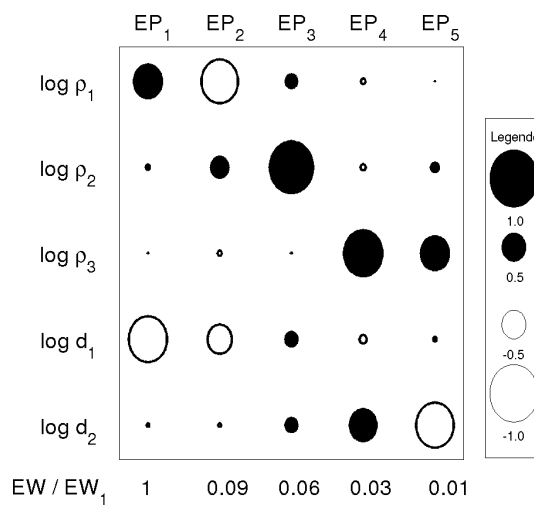 EP₁ EP₂ EP₃ EP₄ EP₅
log ρ₁
log ρ₂
log ρ₃
log d₁
log d₂
EW / EW₁ 1 0.09 0.06 0.03 0.01
Legende
1.0
0.5
-0.5
-1.0